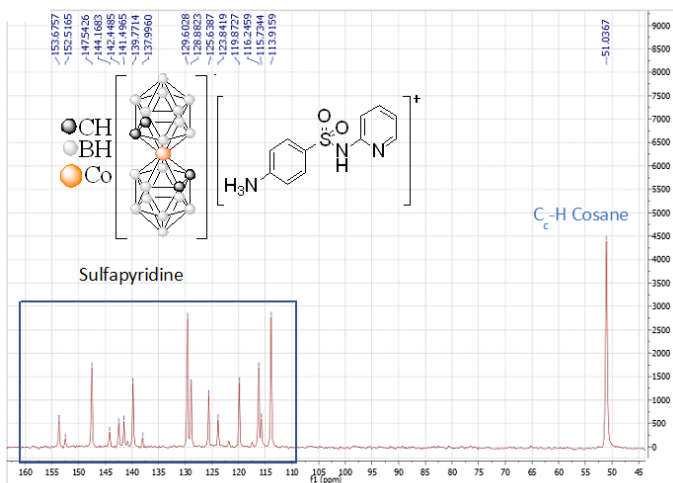 153.6757
152.5165
147.5426
144.1683
142.4485
141.4965
139.7714
137.9960
129.6028
128.8823
125.6387
123.8419
119.8727
116.2459
115.7344
113.9159
51.0367
CH
BH
Co
-
+
O
O
S
N
H
N
H₃N
C꜀-H Cosane
Sulfapyridine
9000
8500
8000
7500
7000
6500
6000
5500
5000
4500
4000
3500
3000
2500
2000
1500
1000
500
0
160 155 150 145 140 135 130 125 120 115 110 105 100 95 90 85 80 75 70 65 60 55 50 45
f1 (ppm)